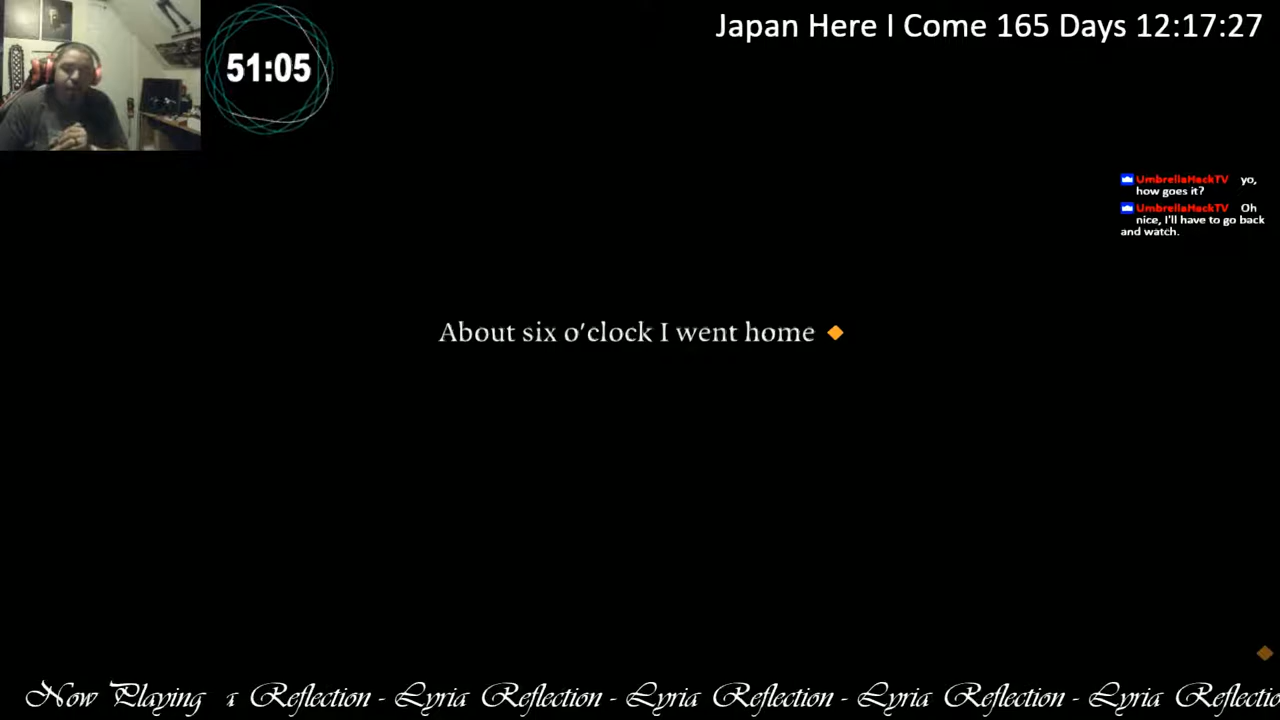 51:05
Japan Here I Come 165 Days 12:17:27
UmbrellaHackTV yo,
how goes it?
UmbrellaHackTV Oh
nice, I'll have to go back
and watch.
About six o'clock I went home
Now Playing a Reflection - Lyria Reflection - Lyria Reflection - Lyria Reflection - Lyria Reflectio